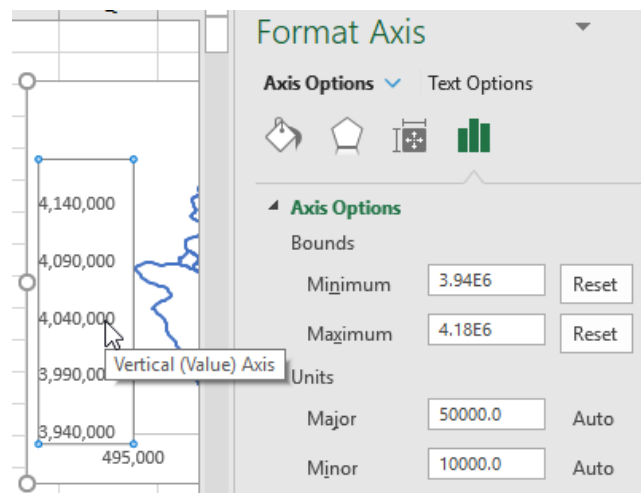 Format Axis
Axis Options
Text Options
4,140,000
4,090,000
4,040,000
3,990,00
3,940,000
495,000
Vertical (Value) Axis
Axis Options
Bounds
Minimum 3.94E6 Reset
Maximum 4.18E6 Reset
Units
Major 50000.0 Auto
Minor 10000.0 Auto